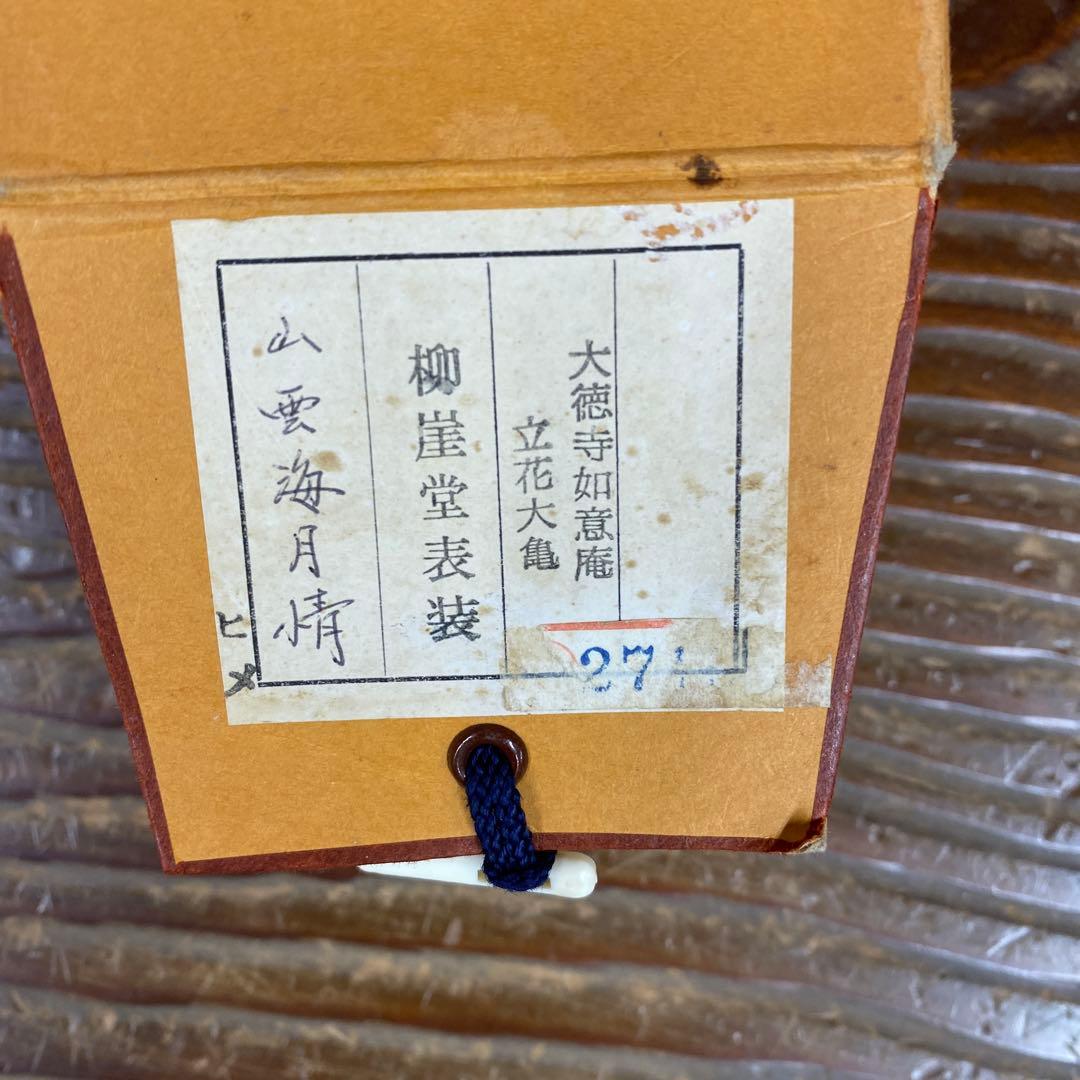 大徳寺如意庵
立花大亀
柳崖堂表装
山雲海月情
ヒメ
27